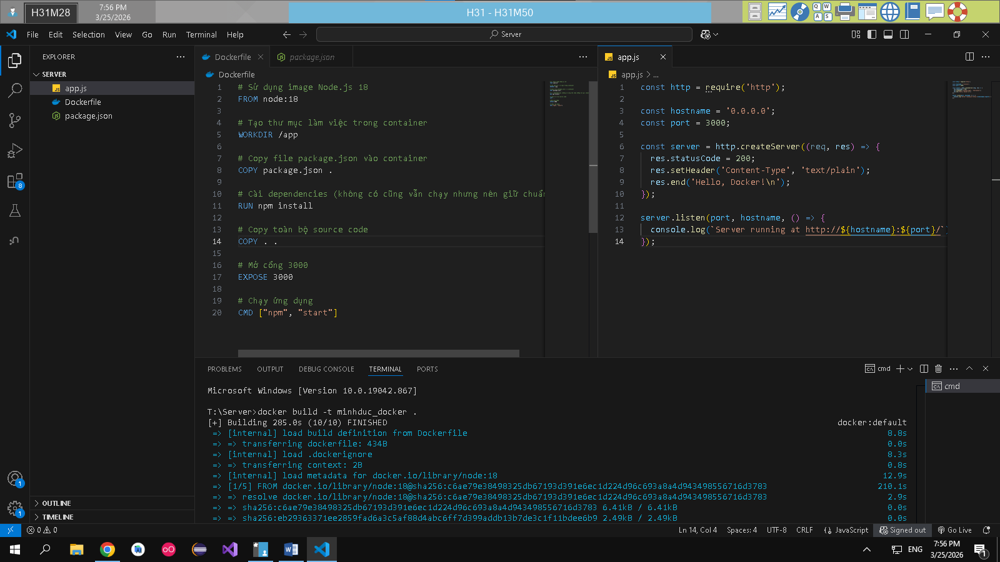 H31M28
7:56 PM
3/25/2026
H31 - H31M50
Q W
A S
File Edit Selection View Go Run Terminal Help
Server
EXPLORER
SERVER
app.js
Dockerfile
package.json
8
1
1
OUTLINE
TIMELINE
Dockerfile
package.json
Dockerfile
1 # Sử dụng image Node.js 18
2 FROM node:18
3
4 # Tạo thư mục làm việc trong container
5 WORKDIR /app
6
7 # Copy file package.json vào container
8 COPY package.json .
9
10 # Cài dependencies (không có cũng vẫn chạy nhưng nên giữ chuẩn
11 RUN npm install
12
13 # Copy toàn bộ source code
14 COPY . .
15
16 # Mở cổng 3000
17 EXPOSE 3000
18
19 # Chạy ứng dụng
20 CMD ["npm", "start"]
app.js
app.js > ...
1 const http = require('http');
2
3 const hostname = '0.0.0.0';
4 const port = 3000;
5
6 const server = http.createServer((req, res) => {
7 res.statusCode = 200;
8 res.setHeader('Content-Type', 'text/plain');
9 res.end('Hello, Docker!\n');
10 });
11
12 server.listen(port, hostname, () => {
13 console.log(`Server running at http://${hostname}:${port}/`)
14 });
PROBLEMS OUTPUT DEBUG CONSOLE TERMINAL PORTS
cmd
cmd
Microsoft Windows [Version 10.0.19042.867]
T:\Server>docker build -t minhduc_docker .
[+] Building 285.0s (10/10) FINISHED docker:default
=> [internal] load build definition from Dockerfile 8.8s
=> => transferring dockerfile: 434B 0.0s
=> [internal] load .dockerignore 8.3s
=> => transferring context: 2B 0.8s
=> [internal] load metadata for docker.io/library/node:18 12.9s
=> [1/5] FROM docker.io/library/node:18@sha256:c6ae79e38498325db67193d391e6ec1d224d96c693a8a4d943498556716d3783 210.1s
=> => resolve docker.io/library/node:18@sha256:c6ae79e38498325db67193d391e6ec1d224d96c693a8a4d943498556716d3783 2.9s
=> => sha256:c6ae79e38498325db67193d391e6ec1d224d96c693a8a4d943498556716d3783 6.41kB / 6.41kB 0.0s
=> => sha256:eb29363371ee2859fad6a3c5af88d4abc6ff7d399addb13b7de3c1f11bdee6b9 2.49kB / 2.49kB 0.0s
0 0
Ln 14, Col 4 Spaces: 4 UTF-8 CRLF {} JavaScript Signed out Go Live
ENG
7:56 PM
3/25/2026
1